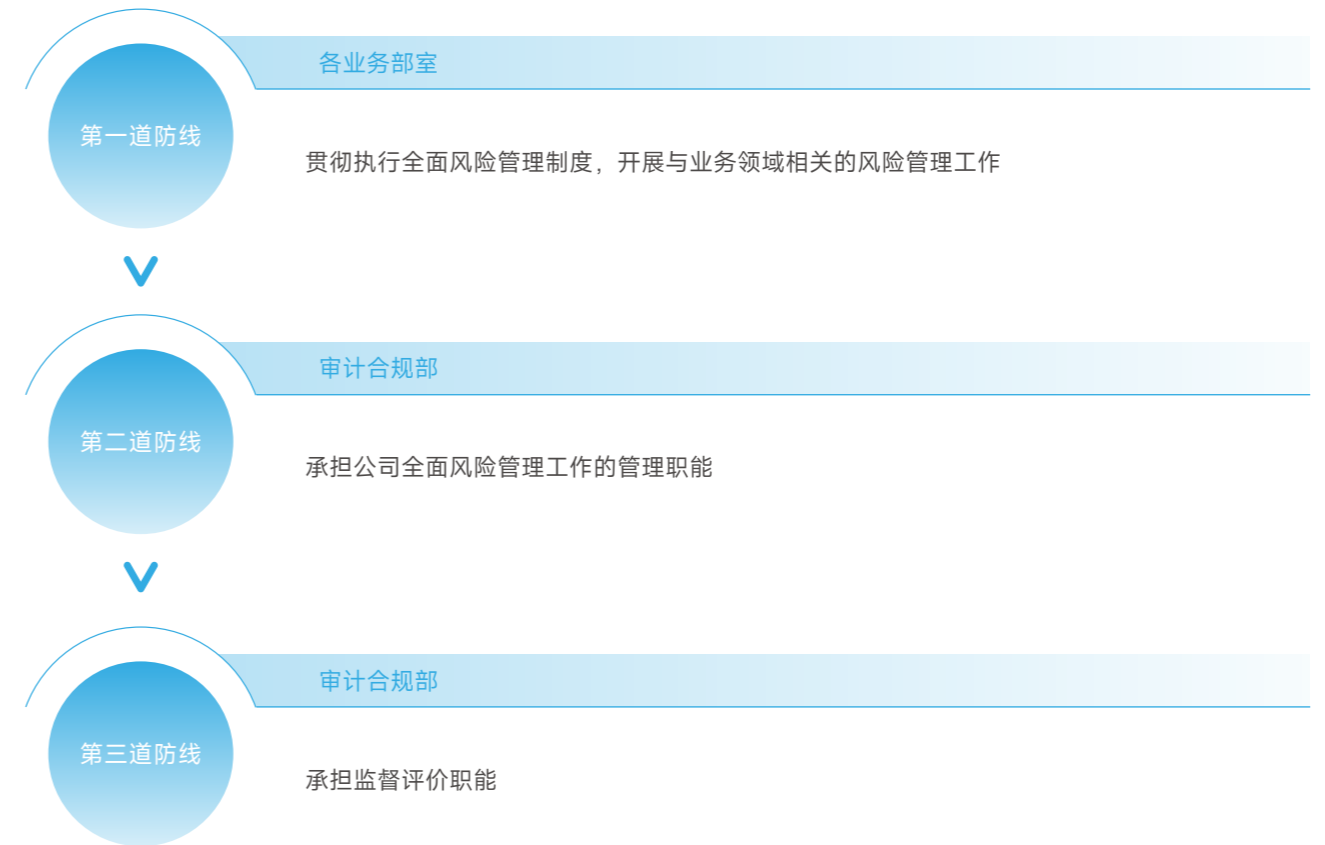 各业务部室
第一道防线
贯彻执行全面风险管理制度，开展与业务领域相关的风险管理工作
审计合规部
第二道防线
承担公司全面风险管理工作的管理职能
审计合规部
第三道防线
承担监督评价职能